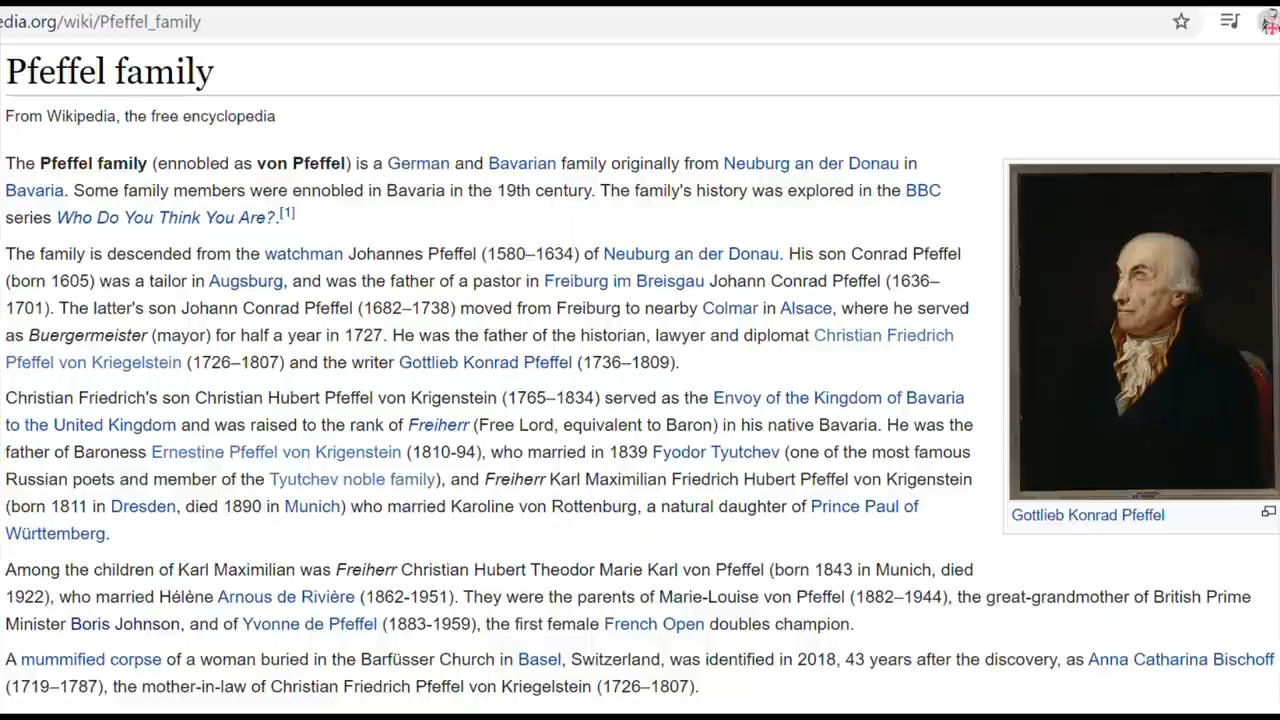 edia.org/wiki/Pfeffel_family
Pfeffel family
From Wikipedia, the free encyclopedia
The Pfeffel family (ennobled as von Pfeffel) is a German and Bavarian family originally from Neuburg an der Donau in
Bavaria. Some family members were ennobled in Bavaria in the 19th century. The family's history was explored in the BBC
series Who Do You Think You Are?.[1]
The family is descended from the watchman Johannes Pfeffel (1580–1634) of Neuburg an der Donau. His son Conrad Pfeffel
(born 1605) was a tailor in Augsburg, and was the father of a pastor in Freiburg im Breisgau Johann Conrad Pfeffel (1636–
1701). The latter's son Johann Conrad Pfeffel (1682–1738) moved from Freiburg to nearby Colmar in Alsace, where he served
as Buergermeister (mayor) for half a year in 1727. He was the father of the historian, lawyer and diplomat Christian Friedrich
Pfeffel von Kriegelstein (1726–1807) and the writer Gottlieb Konrad Pfeffel (1736–1809).
Christian Friedrich's son Christian Hubert Pfeffel von Krigenstein (1765–1834) served as the Envoy of the Kingdom of Bavaria
to the United Kingdom and was raised to the rank of Freiherr (Free Lord, equivalent to Baron) in his native Bavaria. He was the
father of Baroness Ernestine Pfeffel von Krigenstein (1810-94), who married in 1839 Fyodor Tyutchev (one of the most famous
Russian poets and member of the Tyutchev noble family), and Freiherr Karl Maximilian Friedrich Hubert Pfeffel von Krigenstein
(born 1811 in Dresden, died 1890 in Munich) who married Karoline von Rottenburg, a natural daughter of Prince Paul of
Württemberg.
Among the children of Karl Maximilian was Freiherr Christian Hubert Theodor Marie Karl von Pfeffel (born 1843 in Munich, died
1922), who married Hélène Arnous de Rivière (1862-1951). They were the parents of Marie-Louise von Pfeffel (1882–1944), the great-grandmother of British Prime
Minister Boris Johnson, and of Yvonne de Pfeffel (1883-1959), the first female French Open doubles champion.
A mummified corpse of a woman buried in the Barfüsser Church in Basel, Switzerland, was identified in 2018, 43 years after the discovery, as Anna Catharina Bischoff
(1719–1787), the mother-in-law of Christian Friedrich Pfeffel von Kriegelstein (1726–1807).
Gottlieb Konrad Pfeffel